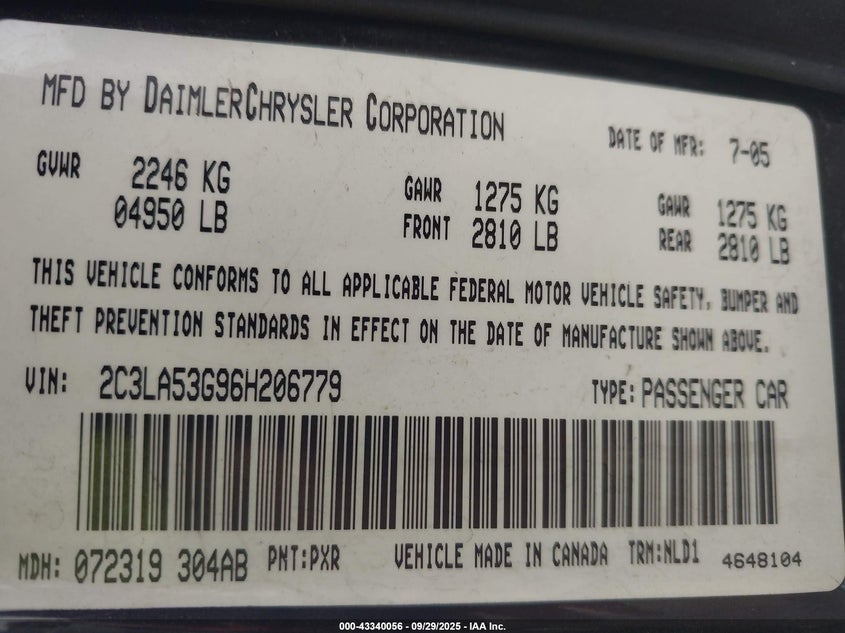 MFD BY DAIMLERCHRYSLER CORPORATION DATE OF MFR: 7-05
GVWR 2246 KG GAWR 1275 KG GAWR 1275 KG
04950 LB FRONT 2810 LB REAR 2810 LB
THIS VEHICLE CONFORMS TO ALL APPLICABLE FEDERAL MOTOR VEHICLE SAFETY, BUMPER AND
THEFT PREVENTION STANDARDS IN EFFECT ON THE DATE OF MANUFACTURE SHOWN ABOVE.
VIN: 2C3LA53G96H206779 TYPE: PASSENGER CAR
MDH: 072319 304AB PNT:PXR VEHICLE MADE IN CANADA TRM:NLD1 4648104
000-43340056 - 09/29/2025 - IAA Inc.